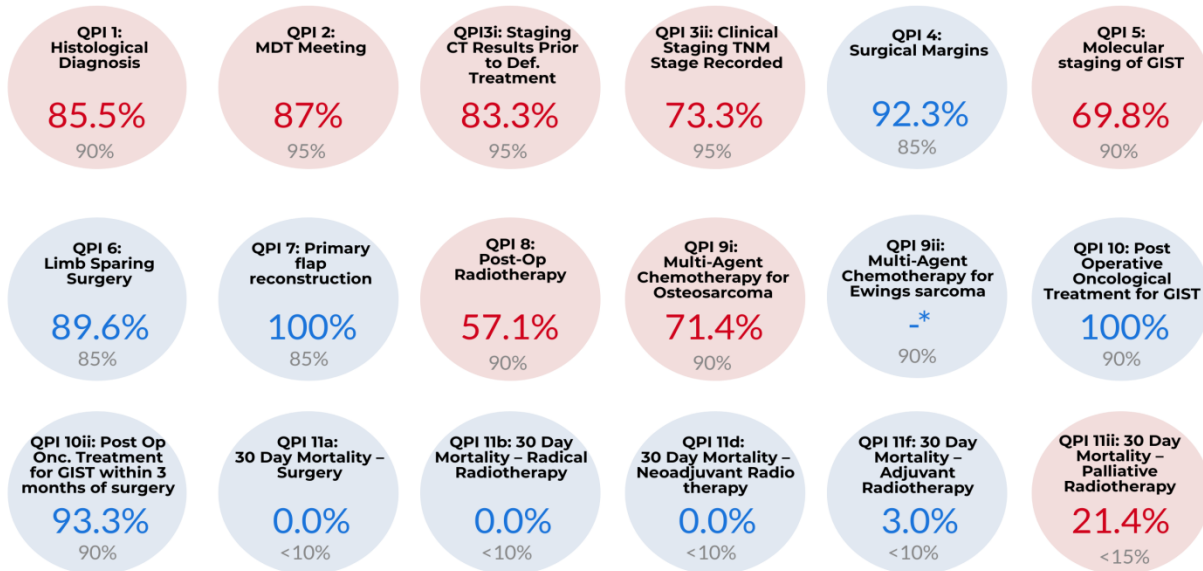 QPI 1:
Histological
Diagnosis
85.5%
90%
QPI 2:
MDT Meeting
87%
95%
QPI3i: Staging
CT Results Prior
to Def.
Treatment
83.3%
95%
QPI 3ii: Clinical
Staging TNM
Stage Recorded
73.3%
95%
QPI 4:
Surgical Margins
92.3%
85%
QPI 5:
Molecular
staging of GIST
69.8%
90%
QPI 6:
Limb Sparing
Surgery
89.6%
85%
QPI 7: Primary
flap
reconstruction
100%
85%
QPI 8:
Post-Op
Radiotherapy
57.1%
90%
QPI 9i:
Multi-Agent
Chemotherapy for
Osteosarcoma
71.4%
90%
QPI 9ii:
Multi-Agent
Chemotherapy for
Ewings sarcoma
-*
90%
QPI 10: Post
Operative
Oncological
Treatment for GIST
100%
90%
QPI 10ii: Post Op
Onc. Treatment
for GIST within 3
months of surgery
93.3%
90%
QPI 11a:
30 Day Mortality –
Surgery
0.0%
<10%
QPI 11b: 30 Day
Mortality – Radical
Radiotherapy
0.0%
<10%
QPI 11d:
30 Day Mortality –
Neoadjuvant Radio
therapy
0.0%
<10%
QPI 11f: 30 Day
Mortality –
Adjuvant
Radiotherapy
3.0%
<10%
QPI 11ii: 30 Day
Mortality –
Palliative
Radiotherapy
21.4%
<15%